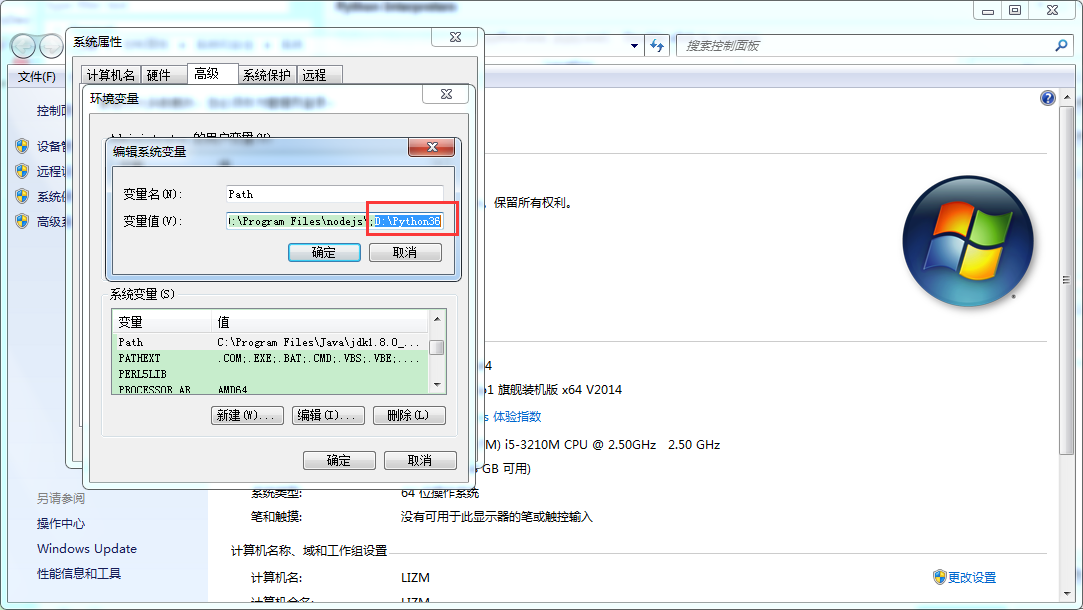 Python Interpreters
系统属性
搜索控制面板
文件(F)
计算机名
硬件
高级
系统保护
远程
环境变量
控制面
的用户变量(U)
设备管
编辑系统变量
远程设
变量名(N):
Path
系统保
保留所有权利。
高级系
变量值(V):
:\Program Files\nodejs\;D:\Python36
确定
取消
系统变量(S)
变量
值
Path
C:\Program Files\Java\jdk1.8.0_...
PATHEXT
.COM;.EXE;.BAT;.CMD;.VBS;.VBE;....
PERL5LIB
PROCESSOR_AR
AMD64
旗舰装机版 x64 V2014
体验指数
新建(W)...
编辑(I)...
删除(L)
M) i5-3210M CPU @ 2.50GHz 2.50 GHz
确定
取消
GB 可用)
另请参阅
系统类型:
64 位操作系统
操作中心
笔和触摸:
没有可用于此显示器的笔或触控输入
Windows Update
计算机名称、域和工作组设置
性能信息和工具
计算机名:
LIZM
更改设置
计算机全名:
LIZM